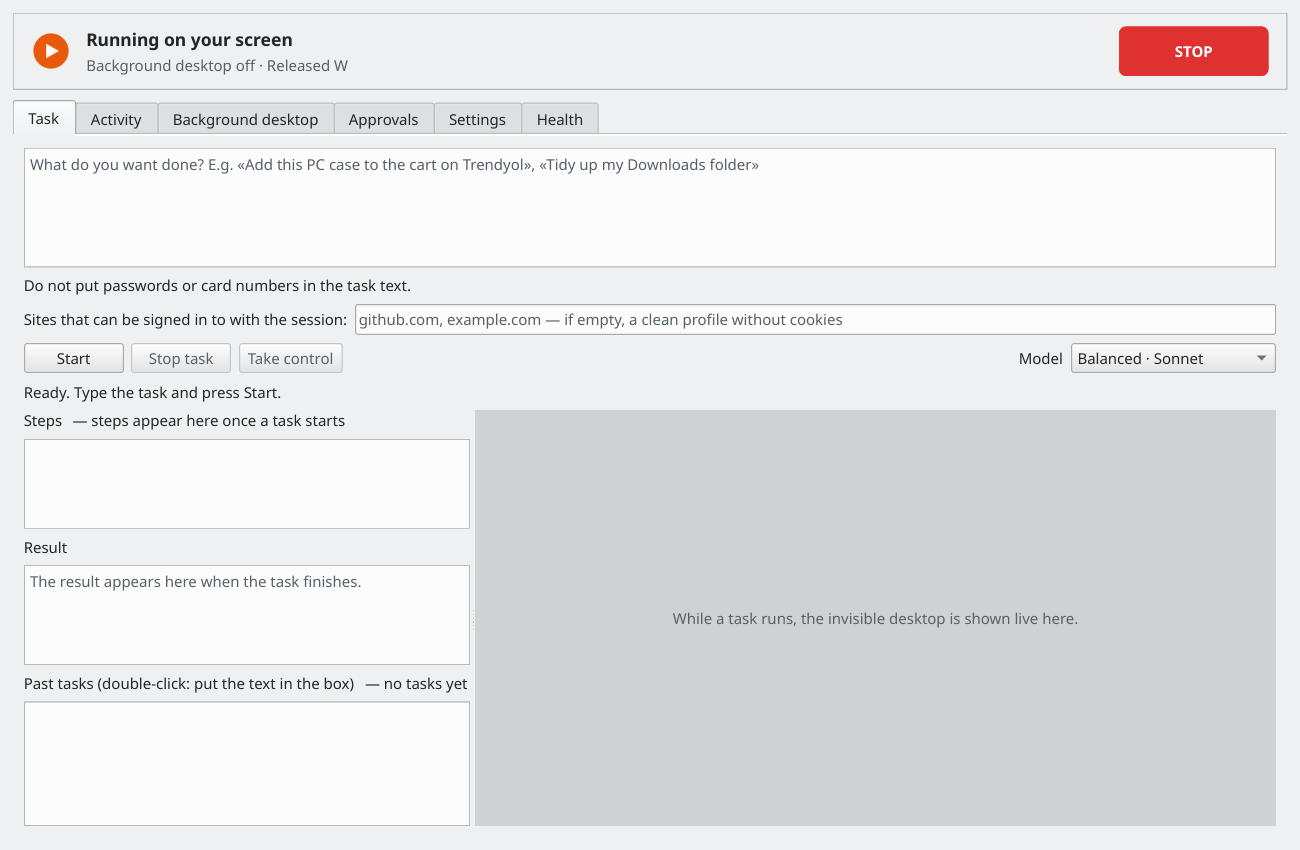 Running on your screen
Background desktop off · Released W
STOP
Task
Activity
Background desktop
Approvals
Settings
Health
What do you want done? E.g. «Add this PC case to the cart on Trendyol», «Tidy up my Downloads folder»
Do not put passwords or card numbers in the task text.
Sites that can be signed in to with the session:
github.com, example.com — if empty, a clean profile without cookies
Start
Stop task
Take control
Model
Balanced · Sonnet
Ready. Type the task and press Start.
Steps — steps appear here once a task starts
Result
The result appears here when the task finishes.
While a task runs, the invisible desktop is shown live here.
Past tasks (double-click: put the text in the box) — no tasks yet